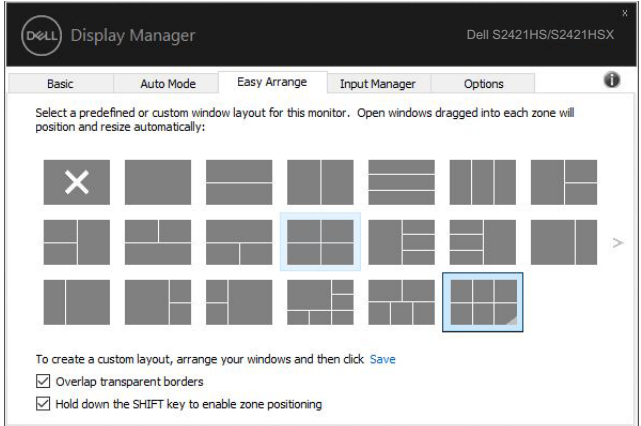 x
DELL Display Manager
Dell S2421HS/S2421HSX
Basic Auto Mode Easy Arrange Input Manager Options
Select a predefined or custom window layout for this monitor. Open windows dragged into each zone will
position and resize automatically:
To create a custom layout, arrange your windows and then click Save
Overlap transparent borders
Hold down the SHIFT key to enable zone positioning